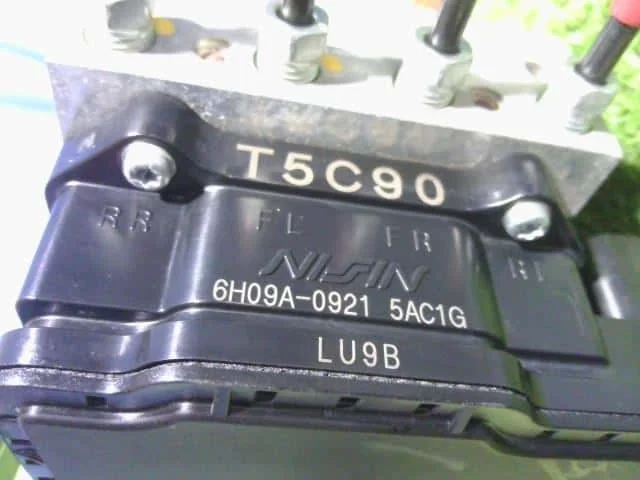 T5C90
RR FL FR RL
NISSIN
6H09A-0921 5AC1G
LU9B